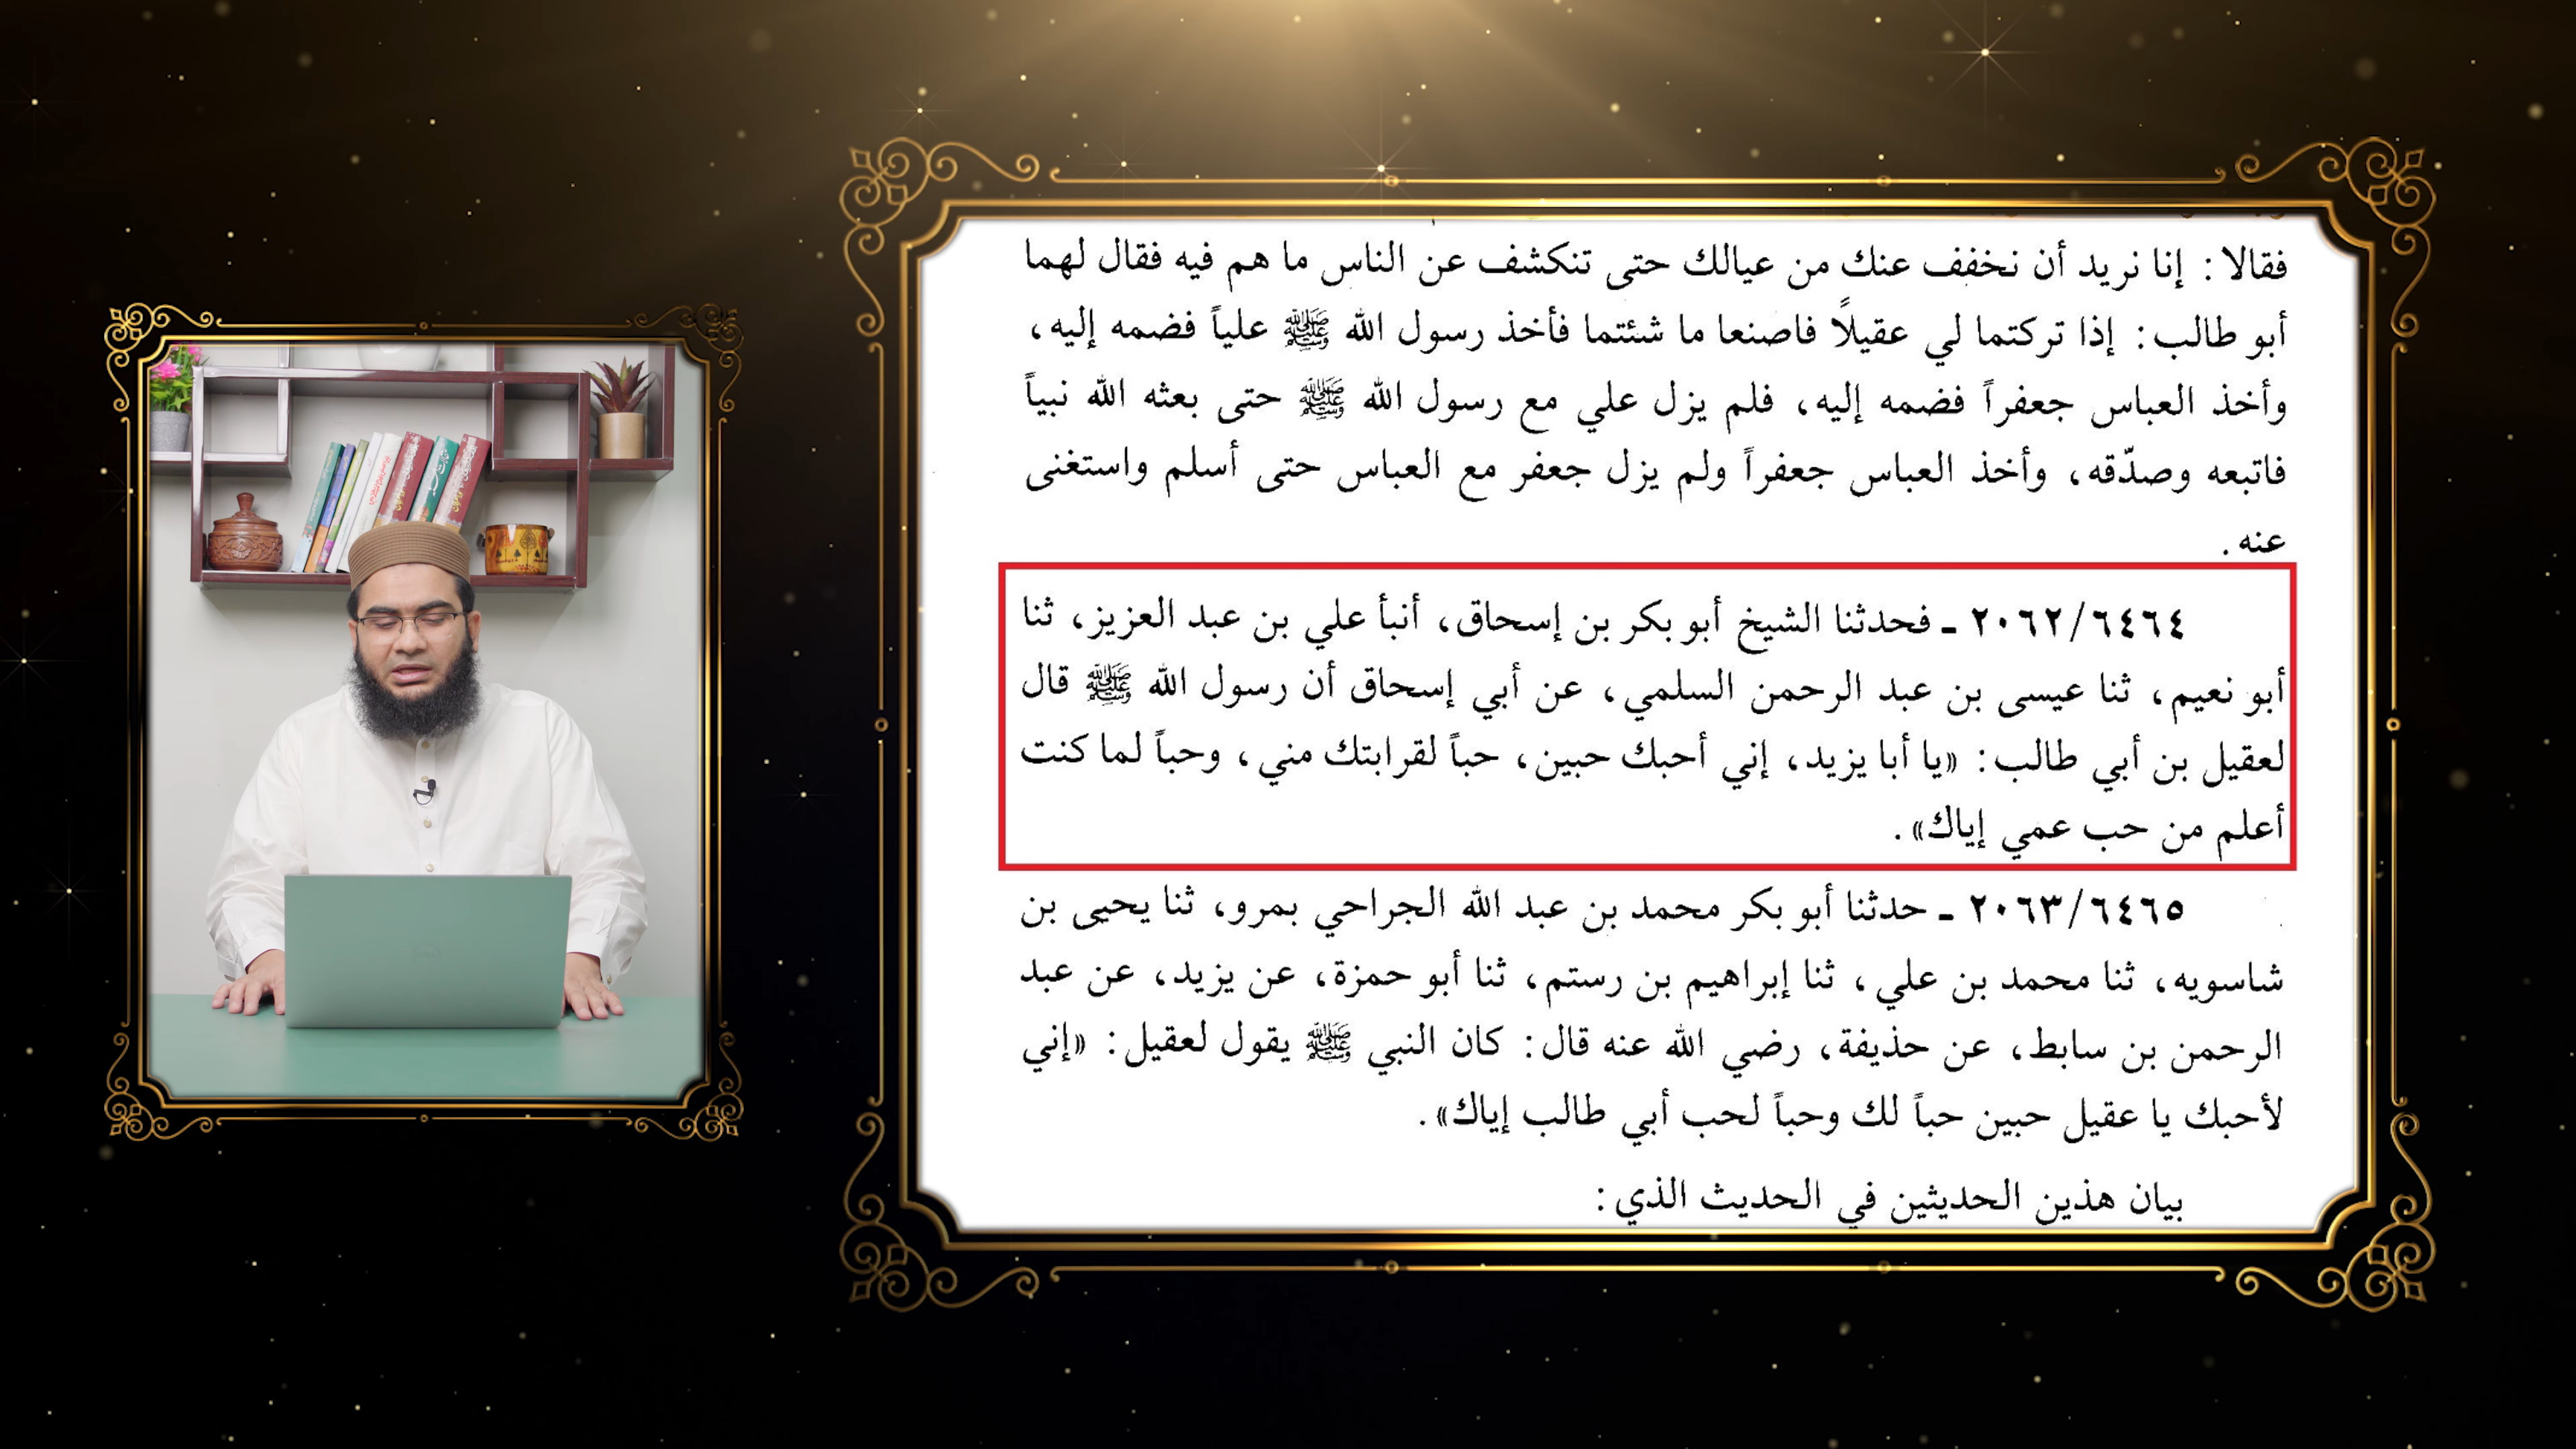 فقالا : إنا نريد أن نخفف عنك من عيالك حتى تنكشف عن الناس ما هم فيه فقال لهما
أبو طالب : إذا تركتما لي عقيلاً فاصنعا ما شئتما فأخذ رسول الله ﷺ علياً فضمه إليه،
وأخذ العباس جعفراً فضمه إليه، فلم يزل علي مع رسول الله ﷺ حتى بعثه الله نبياً
فاتبعه وصدّقه، وأخذ العباس جعفراً ولم يزل جعفر مع العباس حتى أسلم واستغنى
عنه .
٢٠٦٢/٦٤٦٤ ـ فحدثنا الشيخ أبو بكر بن إسحاق، أنبأ علي بن عبد العزيز، ثنا
أبو نعيم، ثنا عيسى بن عبد الرحمن السلمي، عن أبي إسحاق أن رسول الله ﷺ قال
لعقيل بن أبي طالب : «يا أبا يزيد، إني أحبك حبين، حباً لقرابتك مني، وحباً لما كنت
أعلم من حب عمي إياك» .
٢٠٦٣/٦٤٦٥ ـ حدثنا أبو بكر محمد بن عبد الله الجراحي بمرو، ثنا يحيى بن
شاسويه، ثنا محمد بن علي، ثنا إبراهيم بن رستم، ثنا أبو حمزة، عن يزيد، عن عبد
الرحمن بن سابط، عن حذيفة، رضي الله عنه قال : كان النبي ﷺ يقول لعقيل : «إني
لأحبك يا عقيل حبين حباً لك وحباً لحب أبي طالب إياك» .
بيان هذين الحديثين في الحديث الذي :